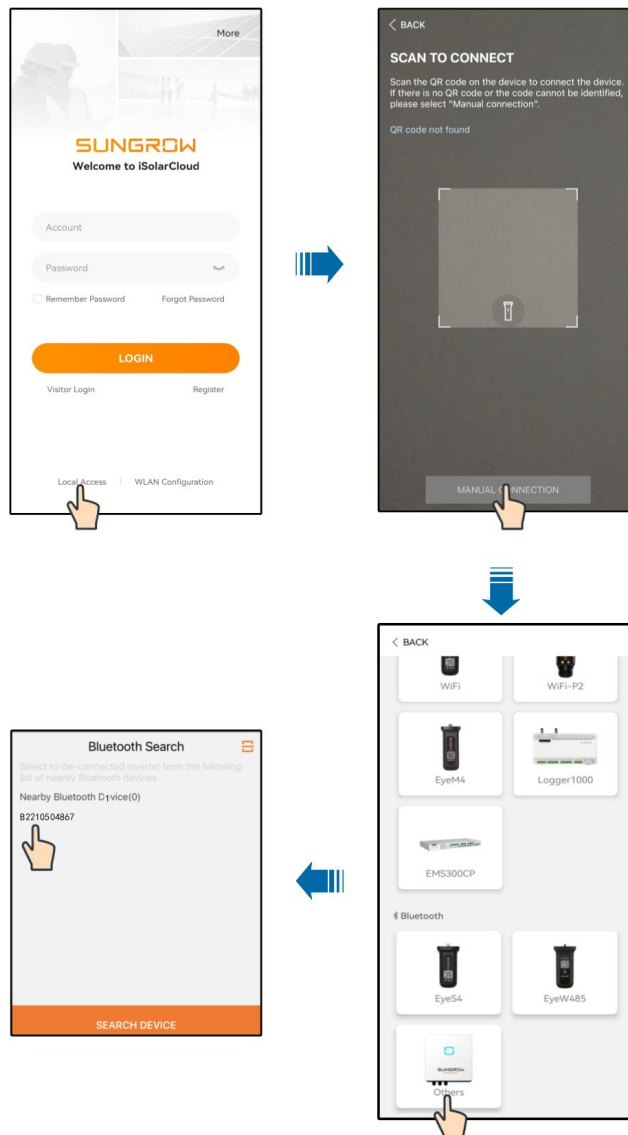 More
SUNGROW
Welcome to iSolarCloud
Account
Password
Remember Password Forgot Password
LOGIN
Visitor Login Register
Local Access | WLAN Configuration
< BACK
SCAN TO CONNECT
Scan the QR code on the device to connect the device.
If there is no QR code or the code cannot be identified,
please select "Manual connection".
QR code not found
MANUAL CONNECTION
< BACK
WiFi WiFi-P2
EyeM4 Logger1000
EMS300CP
Bluetooth
EyeS4 EyeW485
SUNGROW
Others
Bluetooth Search
Select to-be-connected inverter from the following
list of nearby Bluetooth devices.
Nearby Bluetooth D1vice(0)
B2210504867
SEARCH DEVICE